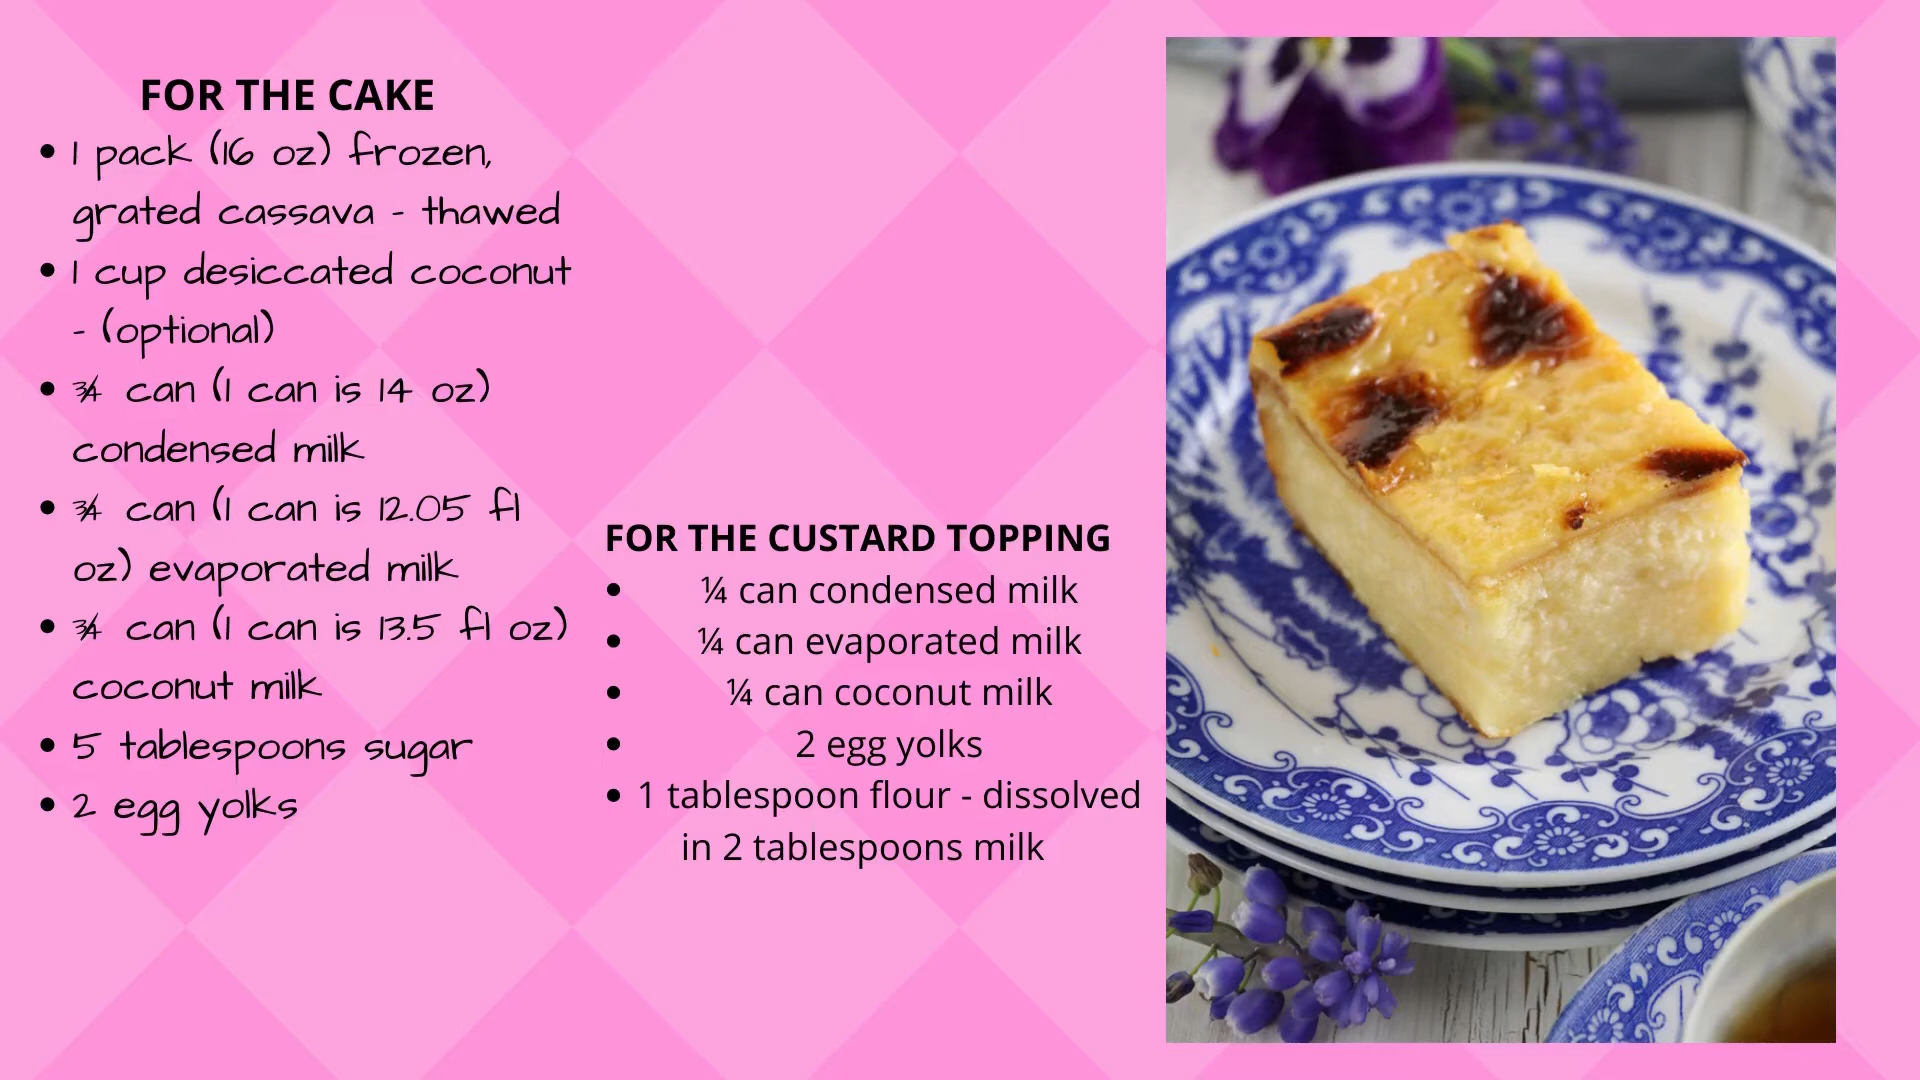 FOR THE CAKE
• 1 pack (16 oz) frozen,
grated cassava - thawed
• 1 cup desiccated coconut
- (optional)
• ¾ can (1 can is 14 oz)
condensed milk
• ¾ can (1 can is 12.05 fl
oz) evaporated milk
• ¾ can (1 can is 13.5 fl oz)
coconut milk
• 5 tablespoons sugar
• 2 egg yolks
FOR THE CUSTARD TOPPING
• ¼ can condensed milk
• ¼ can evaporated milk
• ¼ can coconut milk
• 2 egg yolks
• 1 tablespoon flour - dissolved
in 2 tablespoons milk